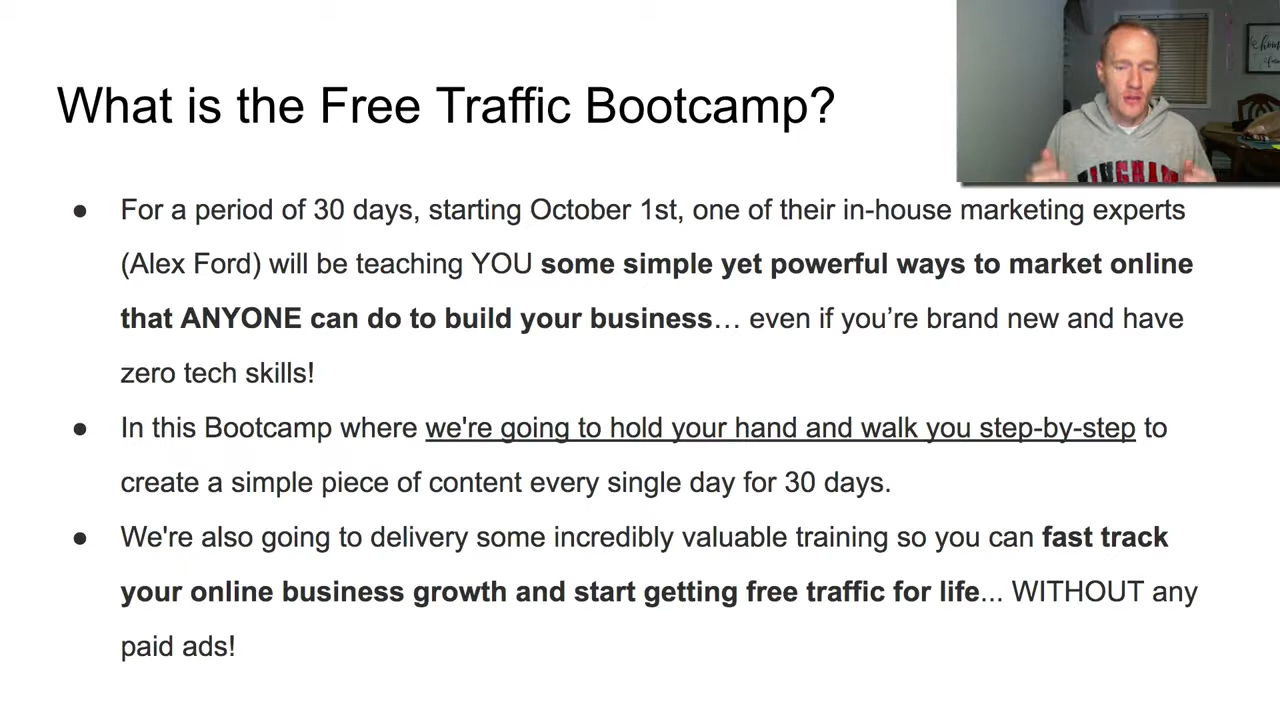 What is the Free Traffic Bootcamp?
● For a period of 30 days, starting October 1st, one of their in-house marketing experts
(Alex Ford) will be teaching YOU some simple yet powerful ways to market online
that ANYONE can do to build your business… even if you’re brand new and have
zero tech skills!
● In this Bootcamp where we're going to hold your hand and walk you step-by-step to
create a simple piece of content every single day for 30 days.
● We're also going to delivery some incredibly valuable training so you can fast track
your online business growth and start getting free traffic for life... WITHOUT any
paid ads!